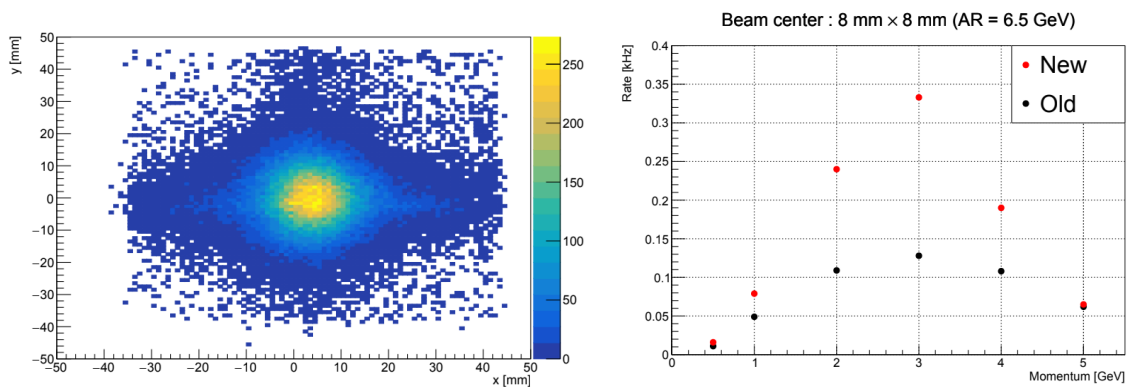 y [mm]
50
40
30
20
10
0
−10
−20
−30
−40
−50
−50 −40 −30 −20 −10 0 10 20 30 40 50
x [mm]
250
200
150
100
50
0
Beam center : 8 mm × 8 mm (AR = 6.5 GeV)
Rate [kHz]
0.4
0.35
0.3
0.25
0.2
0.15
0.1
0.05
0
0 1 2 3 4 5
Momentum [GeV]
New
Old